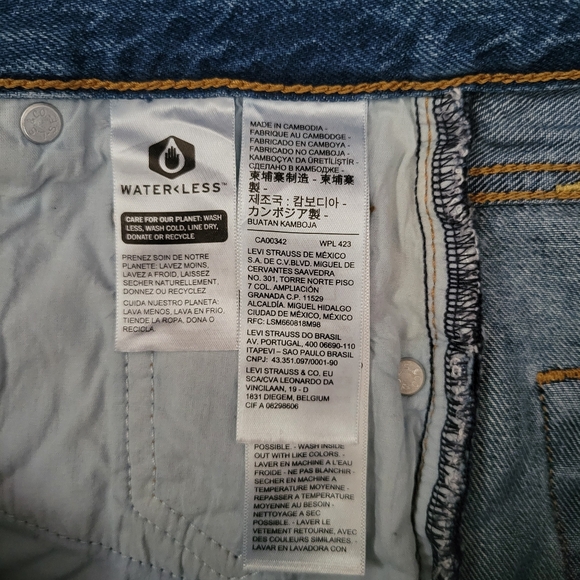 WATER<LESS™
CARE FOR OUR PLANET: WASH
LESS, WASH COLD, LINE DRY,
DONATE OR RECYCLE
PRENEZ SOIN DE NOTRE
PLANETE: LAVEZ MOINS,
LAVEZ A FROID, LAISSEZ
SECHER NATURELLEMENT.
DONNEZ OU RECYCLEZ
CUIDA NUESTRO PLANETA:
LAVA MENOS, LAVA EN FRIO,
TIENDE LA ROPA, DONA O
RECICLA
MADE IN CAMBODIA -
FABRIQUE AU CAMBODGE -
FABRICADO EN CAMBOYA -
FABRICADO NO CAMBOJA -
KAMBOÇYA' DA ÜRETİLİŞTİR -
СДЕЛАНО В КАМБОДЖЕ -
柬埔寨制造 - 柬埔寨
製 -
제조국 : 캄보디아 -
カンボジア製 -
BUATAN KAMBOJA
CA00342 WPL 423
LEVI STRAUSS DE MÉXICO
S.A. DE C.V.BLVD. MIGUEL DE
CERVANTES SAAVEDRA
NO. 301, TORRE NORTE PISO
7 COL. AMPLIACIÓN
GRANADA C.P. 11529
ALCALDÍA. MIGUEL HIDALGO
CIUDAD DE MÉXICO, MÉXICO
RFC: LSM660818M98
LEVI STRAUSS DO BRASIL
AV. PORTUGAL, 400 06690-110
ITAPEVI – SAO PAULO BRASIL
CNPJ: 43.351.097/0001-90
LEVI STRAUSS & CO. EU
SCA/CVA LEONARDO DA
VINCILAAN, 19 - D
1831 DIEGEM, BELGIUM
CIF A 08298606
POSSIBLE. - WASH INSIDE
OUT WITH LIKE COLORS. -
LAVER EN MACHINE A L'EAU
FROIDE - NE PAS BLANCHIR -
SECHER EN MACHINE A
TEMPERATURE MOYENNE -
REPASSER A TEMPERATURE
MOYENNE AU BESOIN -
NETTOYAGE A SEC
POSSIBLE. - LAVER LE
VETEMENT RETOURNE, AVEC
DES COULEURS SIMILAIRES.
LAVAR EN LAVADORA CON